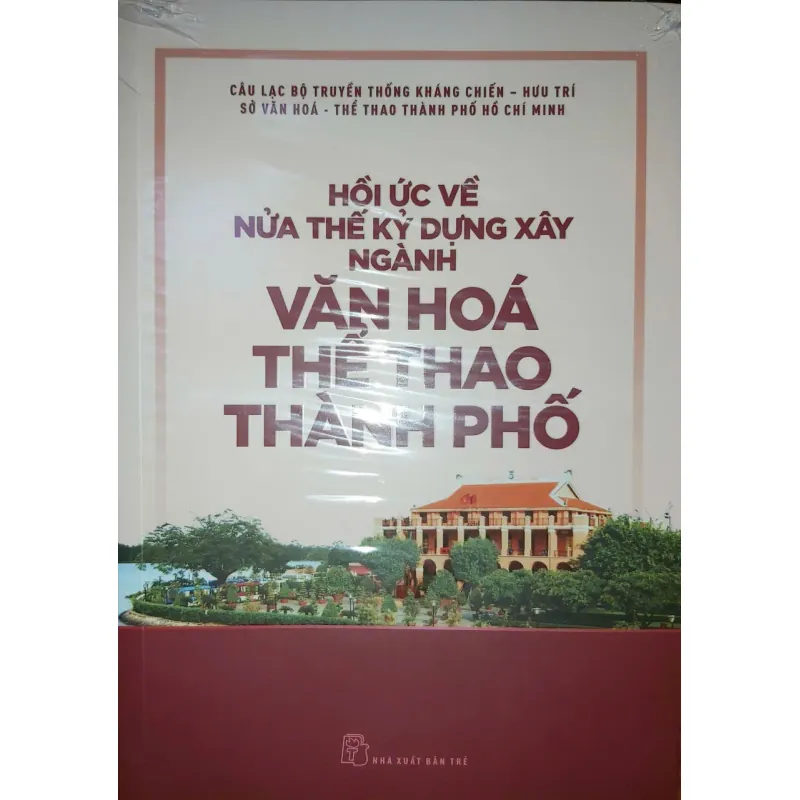 CÂU LẠC BỘ TRUYỀN THỐNG KHÁNG CHIẾN – HƯU TRÍ
SỞ VĂN HOÁ - THỂ THAO THÀNH PHỐ HỒ CHÍ MINH
HỒI ỨC VỀ
NỬA THẾ KỶ DỰNG XÂY
NGÀNH
VĂN HOÁ
THỂ THAO
THÀNH PHỐ
NHÀ XUẤT BẢN TRẺ